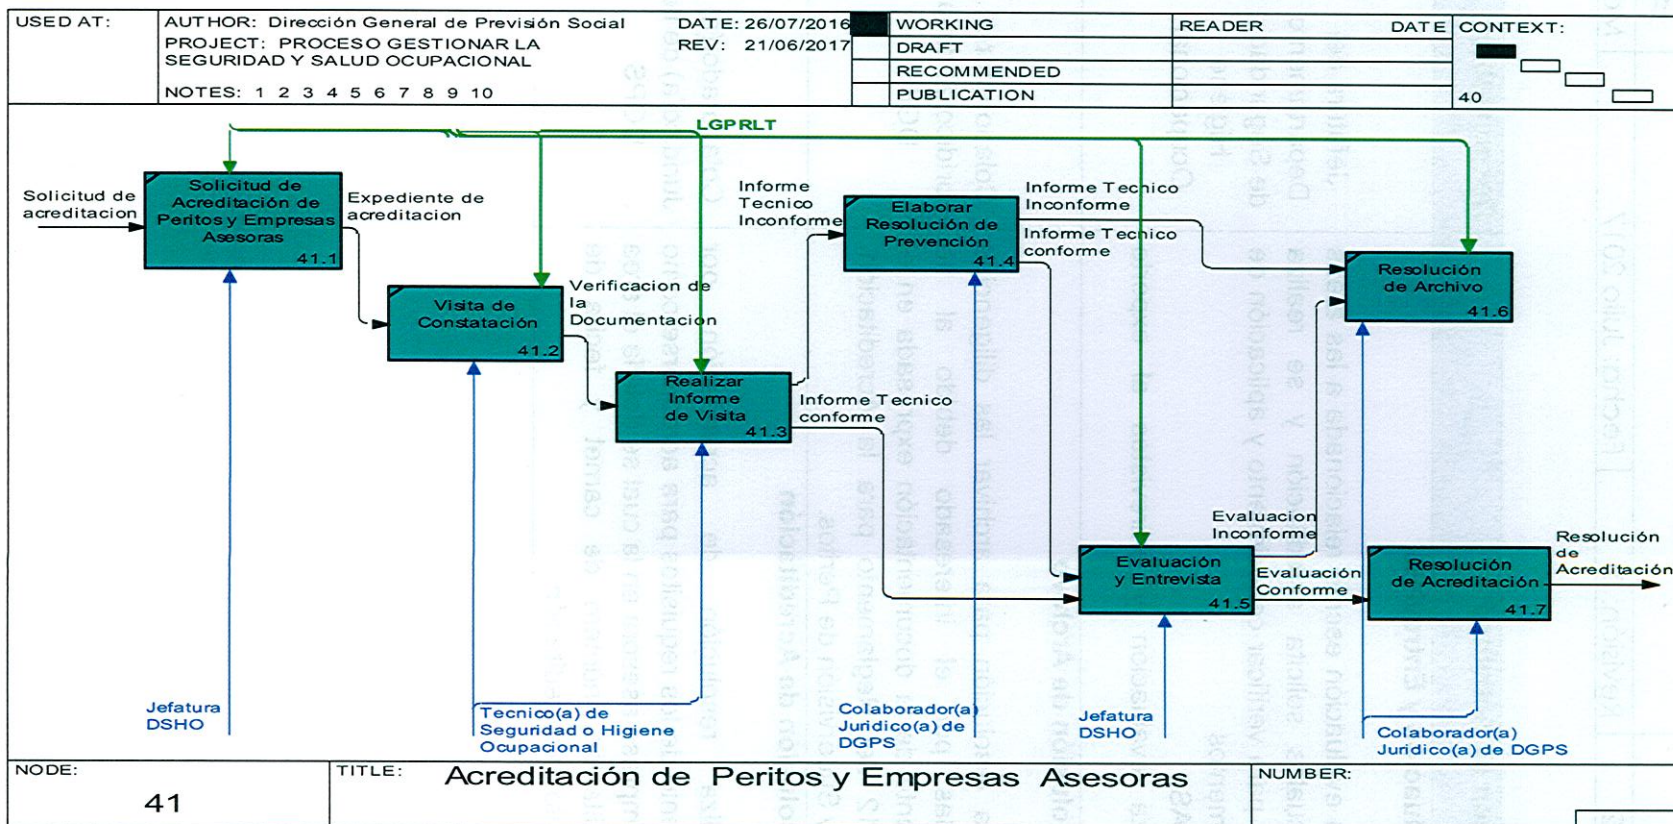 USED AT:
AUTHOR: Dirección General de Previsión Social
DATE: 26/07/2016
PROJECT: PROCESO GESTIONAR LA
SEGURIDAD Y SALUD OCUPACIONAL
REV: 21/06/2017
NOTES: 1 2 3 4 5 6 7 8 9 10
WORKING
DRAFT
RECOMMENDED
PUBLICATION
READER
DATE
CONTEXT:
40
LGPRLT
Solicitud de
acreditacion
Solicitud de
Acreditación de
Peritos y Empresas
Asesoras
41.1
Expediente de
acreditacion
Visita de
Constatación
41.2
Verificacion de
la
Documentación
Realizar
Informe
de Visita
41.3
Informe
Tecnico
Inconforme
Informe Tecnico
conforme
Elaborar
Resolución de
Prevención
41.4
Informe Tecnico
Inconforme
Informe Tecnico
conforme
Resolución
de Archivo
41.6
Evaluacion
Inconforme
Evaluación
y Entrevista
41.5
Evaluación
Conforme
Resolución
de Acreditación
41.7
Resolución
de
Acreditación
Jefatura
DSHO
Tecnico(a) de
Seguridad o Higiene
Ocupacional
Colaborador(a)
Juridico(a) de
DGPS
Jefatura
DSHO
Colaborador(a)
Juridico(a) de DGPS
NODE:
41
TITLE:
Acreditación de Peritos y Empresas Asesoras
NUMBER: